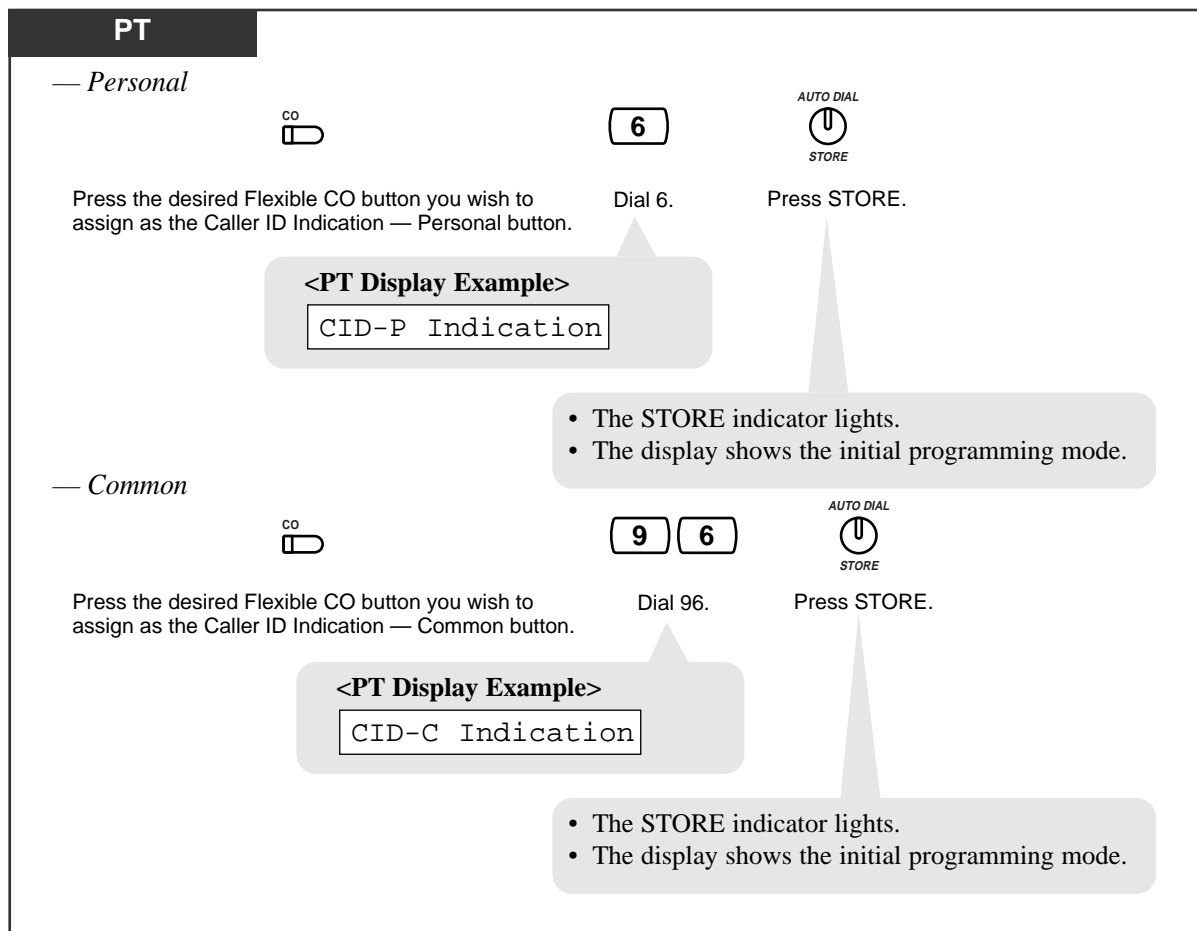 PT
— Personal
CO
6
AUTO DIAL
STORE
Press the desired Flexible CO button you wish to
assign as the Caller ID Indication — Personal button.
Dial 6.
Press STORE.
<PT Display Example>
CID-P Indication
• The STORE indicator lights.
• The display shows the initial programming mode.
— Common
CO
9 6
AUTO DIAL
STORE
Press the desired Flexible CO button you wish to
assign as the Caller ID Indication — Common button.
Dial 96.
Press STORE.
<PT Display Example>
CID-C Indication
• The STORE indicator lights.
• The display shows the initial programming mode.